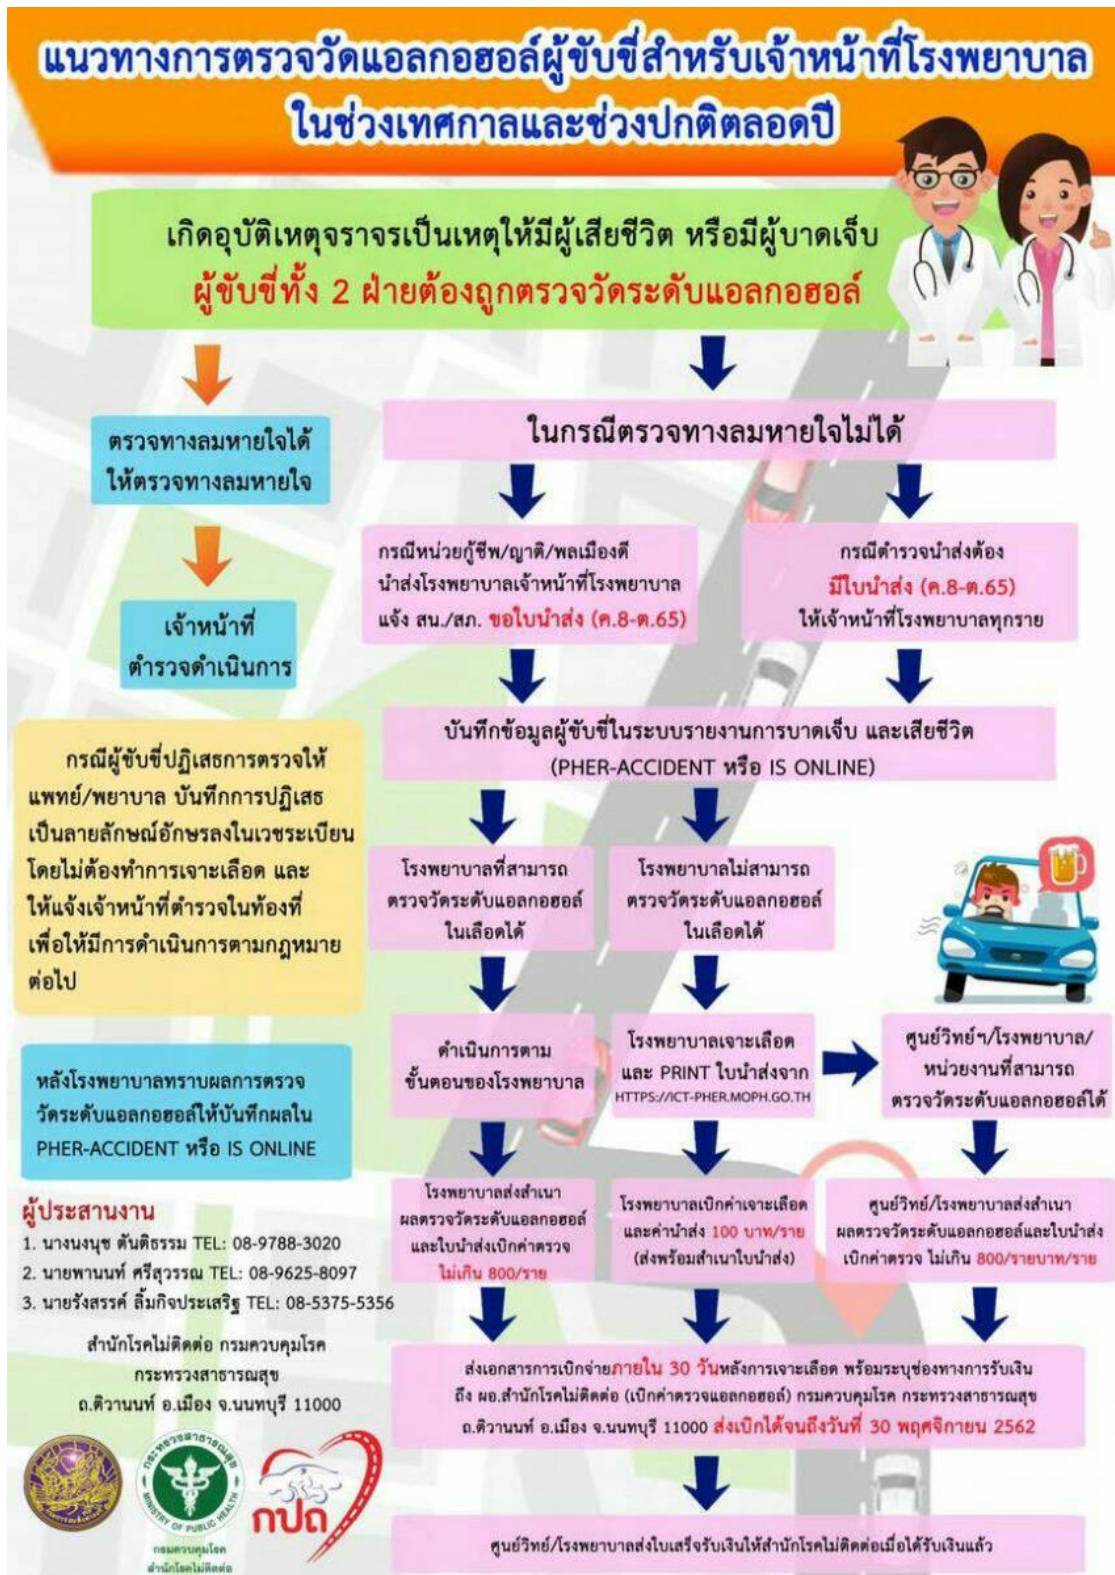 แนวทางการตรวจวัดแอลกอฮอล์ผู้ขับขี่สำหรับเจ้าหน้าที่โรงพยาบาล
ในช่วงเทศกาลและช่วงปกติตลอดปี
เกิดอุบัติเหตุจราจรเป็นเหตุให้มีผู้เสียชีวิต หรือมีผู้บาดเจ็บ
ผู้ขับขี่ทั้ง 2 ฝ่ายต้องถูกตรวจวัดระดับแอลกอฮอล์
ตรวจทางลมหายใจได้
ให้ตรวจทางลมหายใจ
เจ้าหน้าที่
ตำรวจดำเนินการ
ในกรณีตรวจทางลมหายใจไม่ได้
กรณีหน่วยกู้ชีพ/ญาติ/พลเมืองดี
นำส่งโรงพยาบาลเจ้าหน้าที่โรงพยาบาล
แจ้ง สน./สภ. ขอใบนำส่ง (ค.8-ต.65)
กรณีตำรวจนำส่งต้อง
มีใบนำส่ง (ค.8-ต.65)
ให้เจ้าหน้าที่โรงพยาบาลทุกราย
บันทึกข้อมูลผู้ขับขี่ในระบบรายงานการบาดเจ็บ และเสียชีวิต
(PHER-ACCIDENT หรือ IS ONLINE)
กรณีผู้ขับขี่ปฏิเสธการตรวจให้
แพทย์/พยาบาล บันทึกการปฏิเสธ
เป็นลายลักษณ์อักษรลงในเวชระเบียน
โดยไม่ต้องทำการเจาะเลือด และ
ให้แจ้งเจ้าหน้าที่ตำรวจในท้องที่
เพื่อให้มีการดำเนินการตามกฎหมาย
ต่อไป
โรงพยาบาลที่สามารถ
ตรวจวัดระดับแอลกอฮอล์
ในเลือดได้
โรงพยาบาลไม่สามารถ
ตรวจวัดระดับแอลกอฮอล์
ในเลือดได้
ดำเนินการตาม
ขั้นตอนของโรงพยาบาล
โรงพยาบาลเจาะเลือด
และ PRINT ใบนำส่งจาก
HTTPS://ICT-PHER.MOPH.GO.TH
ศูนย์วิทย์ฯ/โรงพยาบาล/
หน่วยงานที่สามารถ
ตรวจวัดระดับแอลกอฮอล์ได้
หลังโรงพยาบาลทราบผลการตรวจ
วัดระดับแอลกอฮอล์ให้บันทึกผลใน
PHER-ACCIDENT หรือ IS ONLINE
โรงพยาบาลส่งสำเนา
ผลตรวจวัดระดับแอลกอฮอล์
และใบนำส่งเบิกค่าตรวจ
ไม่เกิน 800/ราย
โรงพยาบาลเบิกค่าเจาะเลือด
และค่านำส่ง 100 บาท/ราย
(ส่งพร้อมสำเนาใบนำส่ง)
ศูนย์วิทย์/โรงพยาบาลส่งสำเนา
ผลตรวจวัดระดับแอลกอฮอล์และใบนำส่ง
เบิกค่าตรวจ ไม่เกิน 800/รายบาท/ราย
ผู้ประสานงาน
1. นางนงนุช ตันติธรรม TEL: 08-9788-3020
2. นายพานนท์ ศรีสุวรรณ TEL: 08-9625-8097
3. นายรังสรรค์ ลิ้มกิจประเสริฐ TEL: 08-5375-5356
สำนักโรคไม่ติดต่อ กรมควบคุมโรค
กระทรวงสาธารณสุข
ถ.ติวานนท์ อ.เมือง จ.นนทบุรี 11000
ส่งเอกสารการเบิกจ่ายภายใน 30 วันหลังการเจาะเลือด พร้อมระบุช่องทางการรับเงิน
ถึง ผอ.สำนักโรคไม่ติดต่อ (เบิกค่าตรวจแอลกอฮอล์) กรมควบคุมโรค กระทรวงสาธารณสุข
ถ.ติวานนท์ อ.เมือง จ.นนทบุรี 11000 ส่งเบิกได้จนถึงวันที่ 30 พฤศจิกายน 2562
ศูนย์วิทย์/โรงพยาบาลส่งใบเสร็จรับเงินให้สำนักโรคไม่ติดต่อเมื่อได้รับเงินแล้ว
กระทรวงสาธารณสุข
MINISTRY OF PUBLIC HEALTH
กรมควบคุมโรค
สำนักโรคไม่ติดต่อ
กปถ